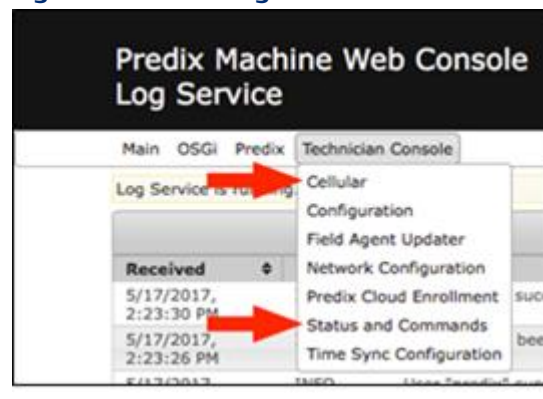 Predix Machine Web Console
Log Service
Main OSGi Predix Technician Console
Log Service is
Cellular
Configuration
Field Agent Updater
Received
Network Configuration
5/17/2017,
2:23:30 PM
Predix Cloud Enrollment
Status and Commands
5/17/2017,
2:23:26 PM
Time Sync Configuration